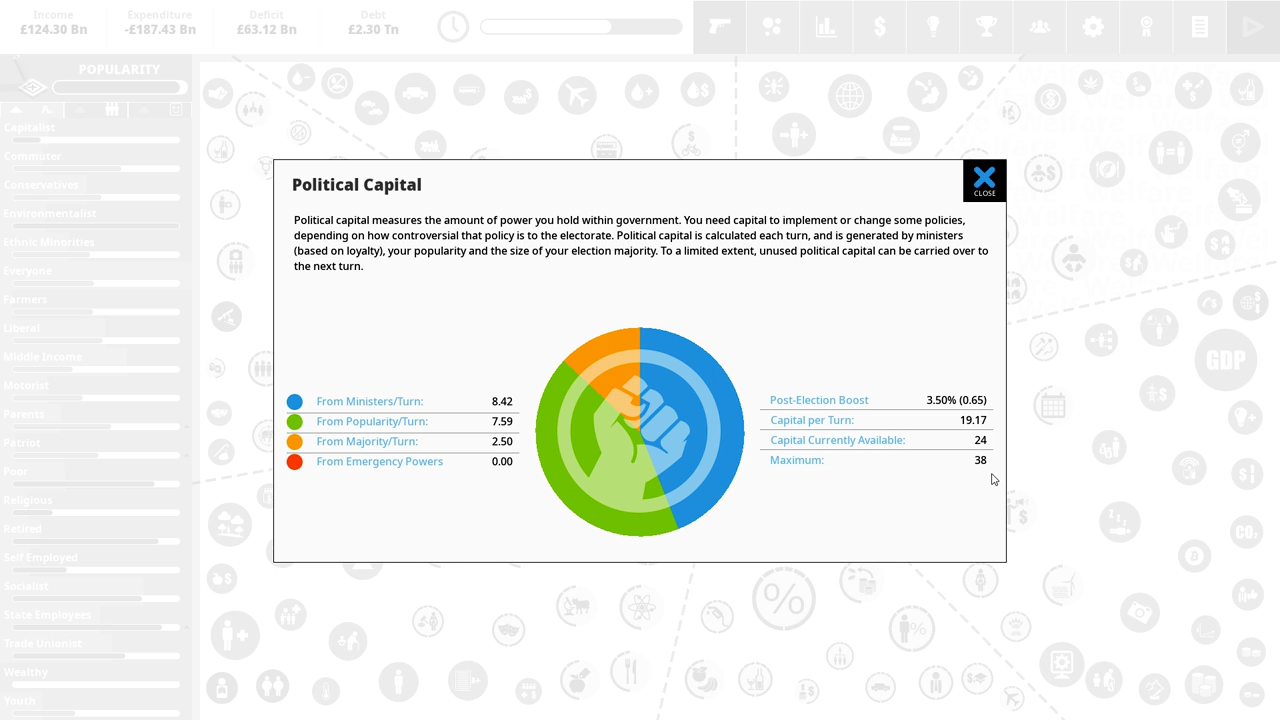 Income Expenditure Deficit Debt
£124.30 Bn -£187.43 Bn £63.12 Bn £2.30 Tn
POPULARITY
Capitalist
Commuter
Conservatives
Environmentalist
Ethnic Minorities
Everyone
Farmers
Liberal
Middle Income
Motorist
Parents
Patriot
Poor
Religious
Retired
Self Employed
Socialist
State Employees
Trade Unionist
Wealthy
Youth
Political Capital
CLOSE
Political capital measures the amount of power you hold within government. You need capital to implement or change some policies,
depending on how controversial that policy is to the electorate. Political capital is calculated each turn, and is generated by ministers
(based on loyalty), your popularity and the size of your election majority. To a limited extent, unused political capital can be carried over to
the next turn.
From Ministers/Turn: 8.42
From Popularity/Turn: 7.59
From Majority/Turn: 2.50
From Emergency Powers 0.00
Post-Election Boost 3.50% (0.65)
Capital per Turn: 19.17
Capital Currently Available: 24
Maximum: 38
GDP
CO₂